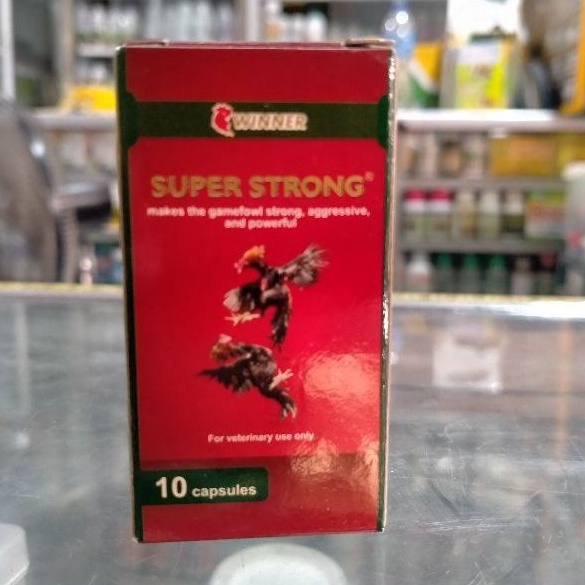 WINNER
SUPER STRONG®
makes the gamefowl strong, aggressive,
and powerful
For veterinary use only
10 capsules